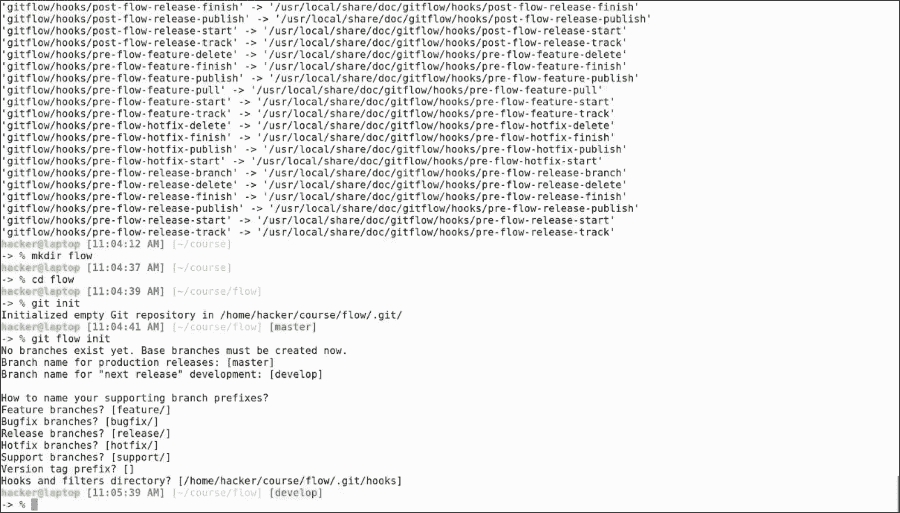 'gitflow/hooks/post-flow-release-finish' -> '/usr/local/share/doc/gitflow/hooks/post-flow-release-finish'
'gitflow/hooks/post-flow-release-publish' -> '/usr/local/share/doc/gitflow/hooks/post-flow-release-publish'
'gitflow/hooks/post-flow-release-start' -> '/usr/local/share/doc/gitflow/hooks/post-flow-release-start'
'gitflow/hooks/post-flow-release-track' -> '/usr/local/share/doc/gitflow/hooks/post-flow-release-track'
'gitflow/hooks/pre-flow-feature-delete' -> '/usr/local/share/doc/gitflow/hooks/pre-flow-feature-delete'
'gitflow/hooks/pre-flow-feature-finish' -> '/usr/local/share/doc/gitflow/hooks/pre-flow-feature-finish'
'gitflow/hooks/pre-flow-feature-publish' -> '/usr/local/share/doc/gitflow/hooks/pre-flow-feature-publish'
'gitflow/hooks/pre-flow-feature-pull' -> '/usr/local/share/doc/gitflow/hooks/pre-flow-feature-pull'
'gitflow/hooks/pre-flow-feature-start' -> '/usr/local/share/doc/gitflow/hooks/pre-flow-feature-start'
'gitflow/hooks/pre-flow-feature-track' -> '/usr/local/share/doc/gitflow/hooks/pre-flow-feature-track'
'gitflow/hooks/pre-flow-hotfix-delete' -> '/usr/local/share/doc/gitflow/hooks/pre-flow-hotfix-delete'
'gitflow/hooks/pre-flow-hotfix-finish' -> '/usr/local/share/doc/gitflow/hooks/pre-flow-hotfix-finish'
'gitflow/hooks/pre-flow-hotfix-publish' -> '/usr/local/share/doc/gitflow/hooks/pre-flow-hotfix-publish'
'gitflow/hooks/pre-flow-hotfix-start' -> '/usr/local/share/doc/gitflow/hooks/pre-flow-hotfix-start'
'gitflow/hooks/pre-flow-release-branch' -> '/usr/local/share/doc/gitflow/hooks/pre-flow-release-branch'
'gitflow/hooks/pre-flow-release-delete' -> '/usr/local/share/doc/gitflow/hooks/pre-flow-release-delete'
'gitflow/hooks/pre-flow-release-finish' -> '/usr/local/share/doc/gitflow/hooks/pre-flow-release-finish'
'gitflow/hooks/pre-flow-release-publish' -> '/usr/local/share/doc/gitflow/hooks/pre-flow-release-publish'
'gitflow/hooks/pre-flow-release-start' -> '/usr/local/share/doc/gitflow/hooks/pre-flow-release-start'
'gitflow/hooks/pre-flow-release-track' -> '/usr/local/share/doc/gitflow/hooks/pre-flow-release-track'
hacker@laptop [11:04:12 AM] [~/course]
-> % mkdir flow
hacker@laptop [11:04:37 AM] [~/course]
-> % cd flow
hacker@laptop [11:04:39 AM] [~/course/flow]
-> % git init
Initialized empty Git repository in /home/hacker/course/flow/.git/
hacker@laptop [11:04:41 AM] [~/course/flow] [master]
-> % git flow init
No branches exist yet. Base branches must be created now.
Branch name for production releases: [master]
Branch name for "next release" development: [develop]
How to name your supporting branch prefixes?
Feature branches? [feature/]
Bugfix branches? [bugfix/]
Release branches? [release/]
Hotfix branches? [hotfix/]
Support branches? [support/]
Version tag prefix? []
Hooks and filters directory? [/home/hacker/course/flow/.git/hooks]
hacker@laptop [11:05:39 AM] [~/course/flow] [develop]
-> %